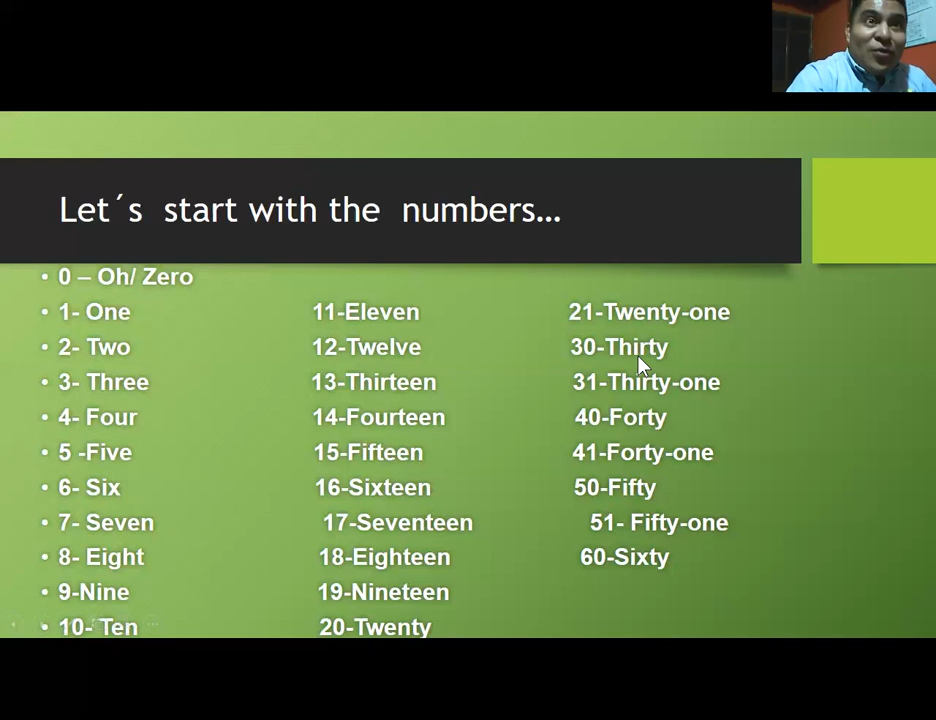 Let´s start with the numbers...
0 – Oh/ Zero
1- One 11-Eleven 21-Twenty-one
2- Two 12-Twelve 30-Thirty
3- Three 13-Thirteen 31-Thirty-one
4- Four 14-Fourteen 40-Forty
5 -Five 15-Fifteen 41-Forty-one
6- Six 16-Sixteen 50-Fifty
7- Seven 17-Seventeen 51- Fifty-one
8- Eight 18-Eighteen 60-Sixty
9-Nine 19-Nineteen
10- Ten 20-Twenty